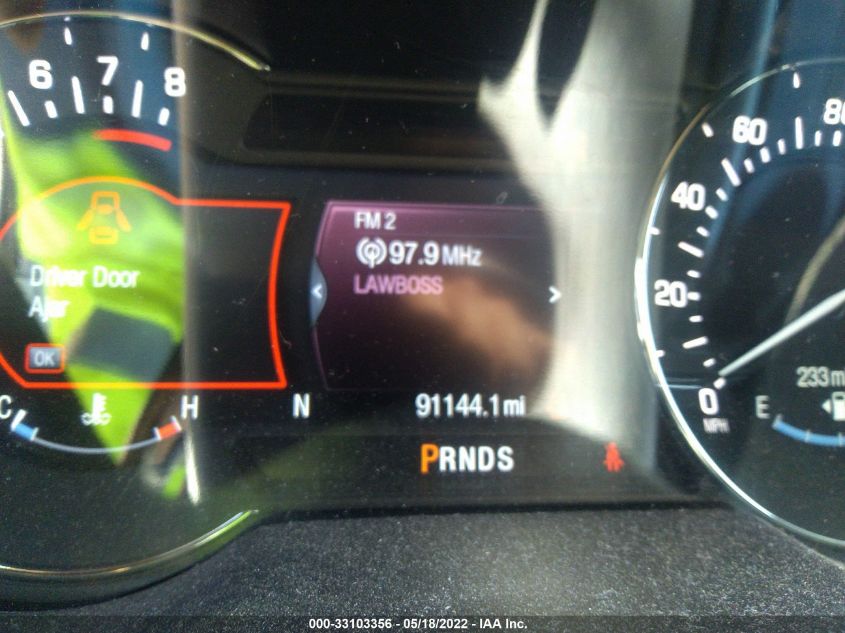 6 7 8
80
60
40
20
0
MPH
FM 2
97.9 MHz
LAWBOSS
Driver Door
Ajar
OK
C H
N
91144.1 mi
PRNDS
233 m
E
000-33103356 - 05/18/2022 - IAA Inc.